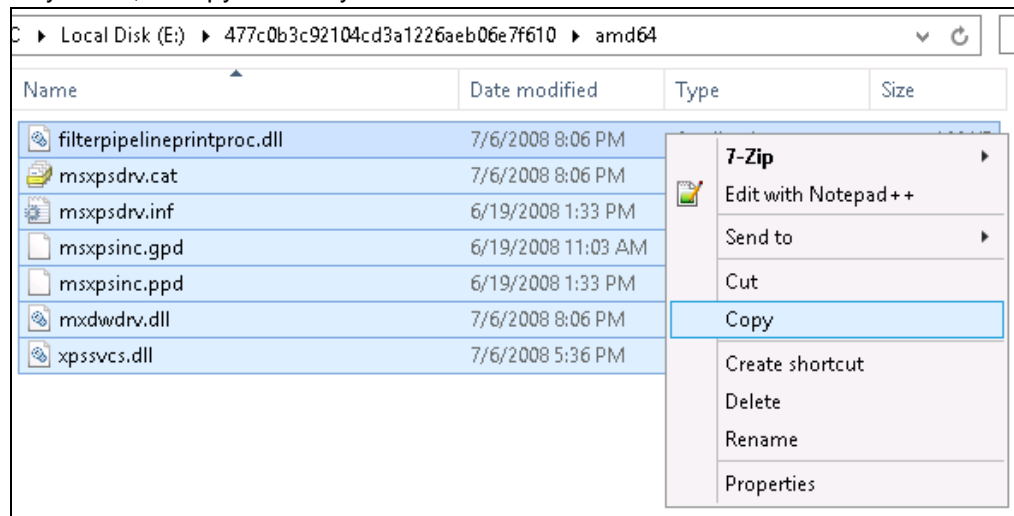 Local Disk (E:) 477c0b3c92104cd3a1226aeb06e7f610 amd64
Name Date modified Type Size
filterpipelineprintproc.dll 7/6/2008 8:06 PM
msxpsdrv.cat 7/6/2008 8:06 PM
msxpsdrv.inf 6/19/2008 1:33 PM
msxpsinc.gpd 6/19/2008 11:03 AM
msxpsinc.ppd 6/19/2008 1:33 PM
mxdwdrv.dll 7/6/2008 8:06 PM
xpssvcs.dll 7/6/2008 5:36 PM
7-Zip
Edit with Notepad++
Send to
Cut
Copy
Create shortcut
Delete
Rename
Properties